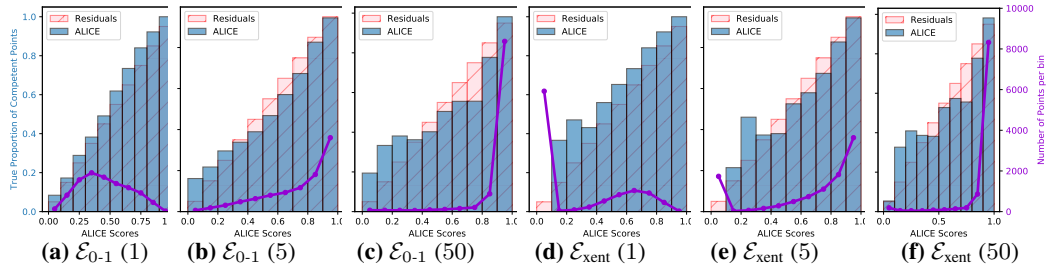 True Proportion of Competent Points
1.0
0.8
0.6
0.4
0.2
0.0
Residuals
ALICE
0.00 0.25 0.50 0.75 1.00
ALICE Scores
(a) ℰ0-1 (1)
Residuals
ALICE
0.0 0.2 0.4 0.6 0.8 1.0
ALICE Scores
(b) ℰ0-1 (5)
Residuals
ALICE
0.0 0.2 0.4 0.6 0.8 1.0
ALICE Scores
(c) ℰ0-1 (50)
Residuals
ALICE
0.0 0.2 0.4 0.6 0.8 1.0
ALICE Scores
(d) ℰxent (1)
Residuals
ALICE
0.0 0.2 0.4 0.6 0.8 1.0
ALICE Scores
(e) ℰxent (5)
Residuals
ALICE
0.0 0.5 1.0
ALICE Scores
(f) ℰxent (50)
10000
8000
6000
4000
2000
0
Number of Points per bin